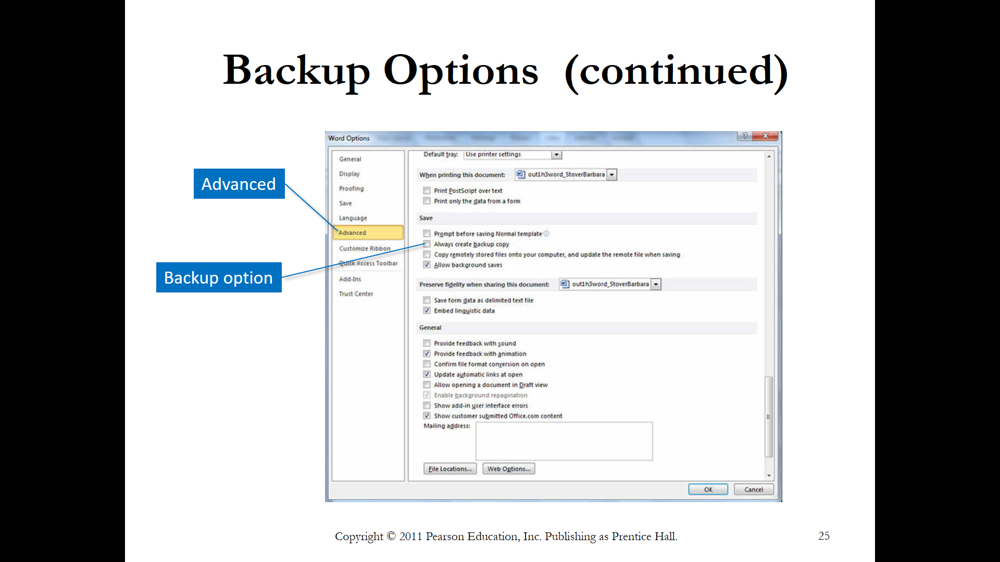 Backup Options (continued)
Word Options
Advanced
Backup option
General
Display
Proofing
Save
Language
Advanced
Customize Ribbon
Quick Access Toolbar
Add-Ins
Trust Center
Default tray: Use printer settings
When printing this document: out1h3word_StoverBarbara
Print PostScript over text
Print only the data from a form
Save
Prompt before saving Normal template
Always create backup copy
Copy remotely stored files onto your computer, and update the remote file when saving
Allow background saves
Preserve fidelity when sharing this document: out1h3word_StoverBarbara
Save form data as delimited text file
Embed linguistic data
General
Provide feedback with sound
Provide feedback with animation
Confirm file format conversion on open
Update automatic links at open
Allow opening a document in Draft view
Enable background repagination
Show add-in user interface errors
Show customer submitted Office.com content
Mailing address:
File Locations... Web Options...
OK Cancel
Copyright © 2011 Pearson Education, Inc. Publishing as Prentice Hall. 25